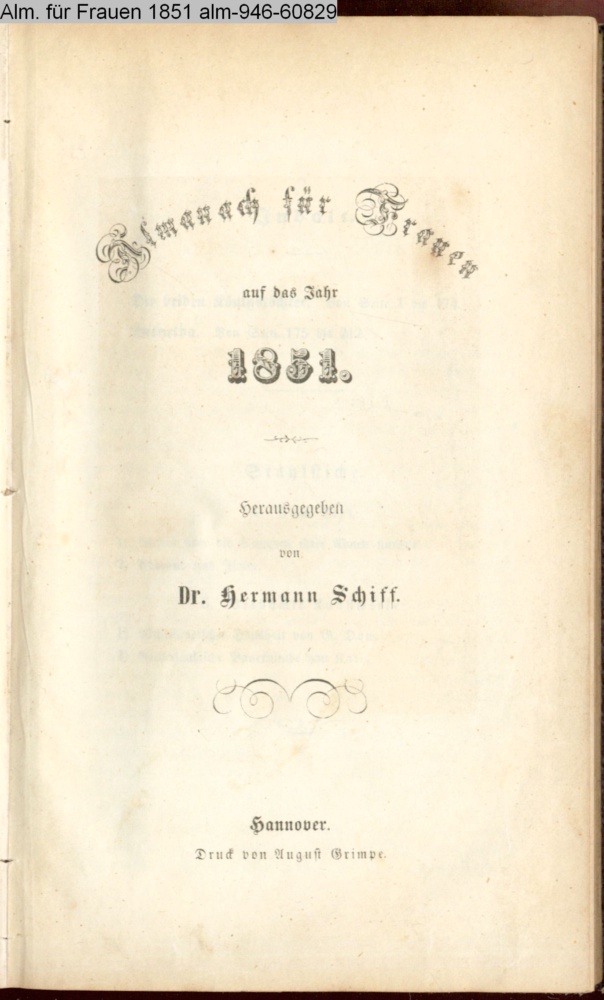 Alm. für Frauen 1851 alm-946-60829
Almanach für Frauen
auf das Jahr
1851.
Herausgegeben
von
Dr. Hermann Schiff.
Hannover.
Druck von August Grimpe.